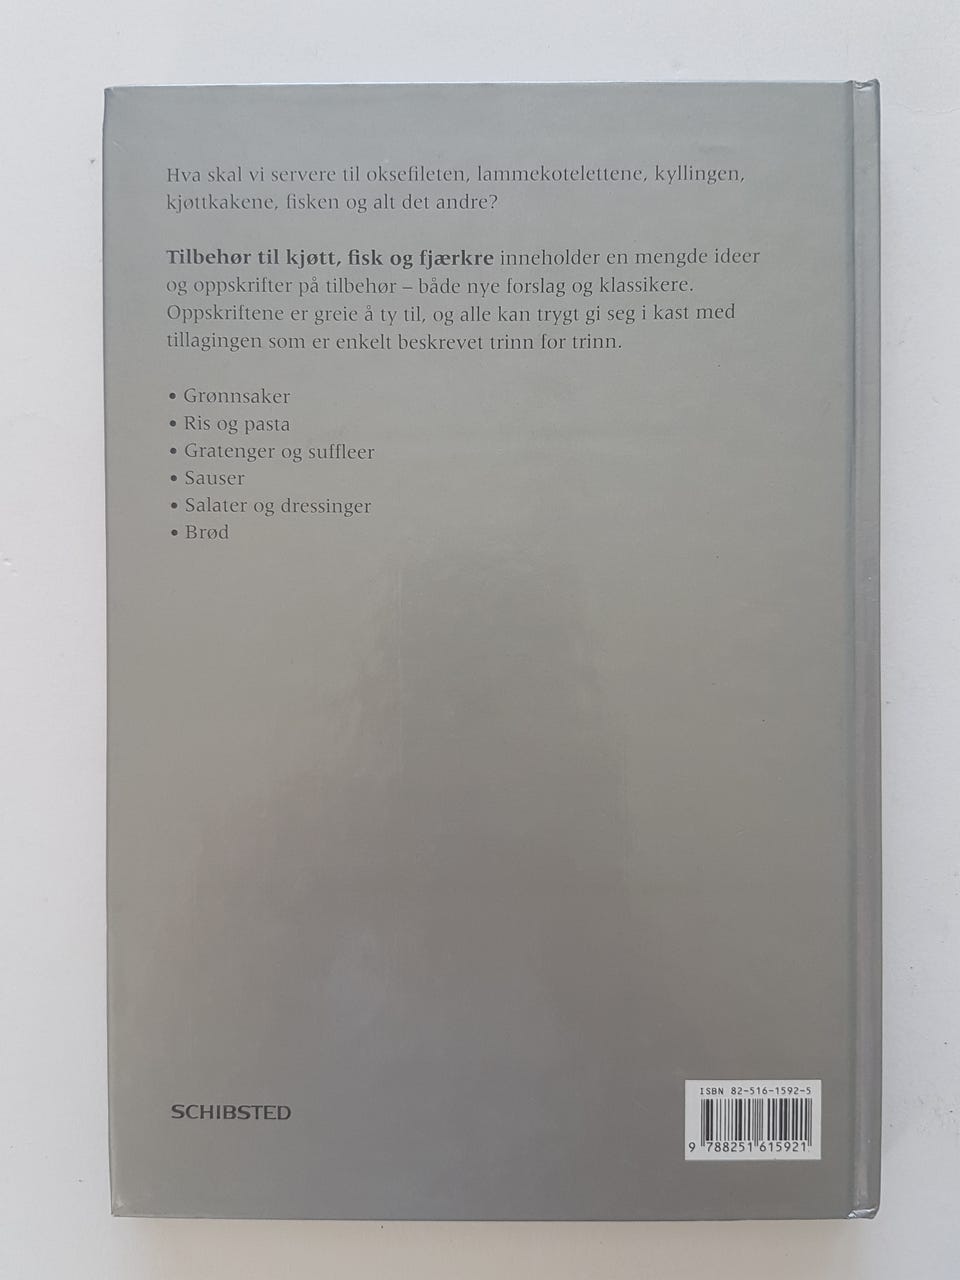 Hva skal vi servere til oksefileten, lammekotelettene, kyllingen,
kjøttkakene, fisken og alt det andre?
Tilbehør til kjøtt, fisk og fjærkre inneholder en mengde ideer
og oppskrifter på tilbehør – både nye forslag og klassikere.
Oppskriftene er greie å ty til, og alle kan trygt gi seg i kast med
tillagingen som er enkelt beskrevet trinn for trinn.
• Grønnsaker
• Ris og pasta
• Gratenger og suffleer
• Sauser
• Salater og dressinger
• Brød
SCHIBSTED
ISBN 82-516-1592-5
9 788251 615921